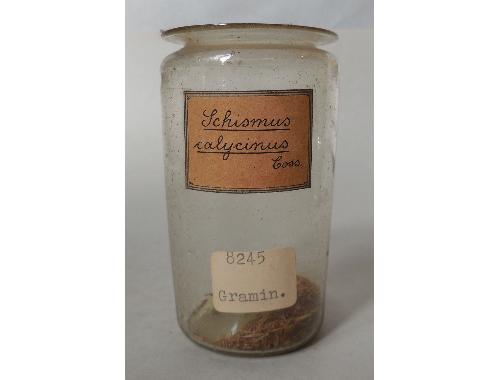 Schismus
calycinus
Coss.
8245
Gramin.